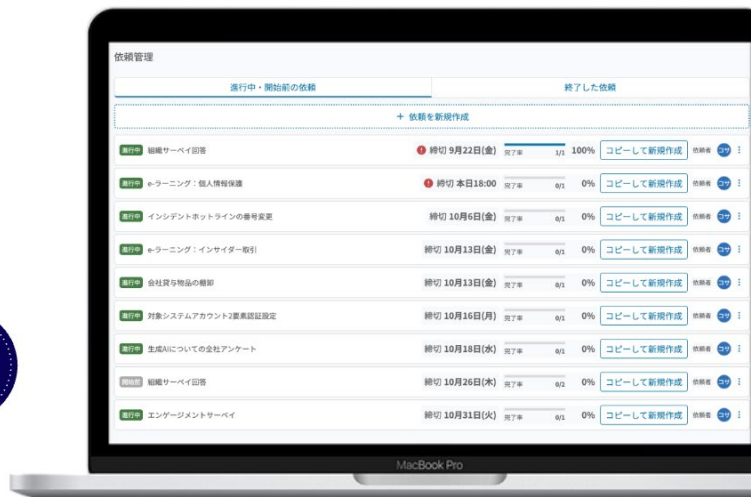 依頼管理
進行中・開始前の依頼 終了した依頼
+ 依頼を新規作成
進行中 組織サーベイ回答 締切 9月22日(金) 完了率 1/1 100% コピーして新規作成 依頼者 コサ
進行中 e-ラーニング：個人情報保護 締切 本日18:00 完了率 0/1 0% コピーして新規作成 依頼者 コサ
進行中 インシデントホットラインの番号変更 締切 10月6日(金) 完了率 0/1 0% コピーして新規作成 依頼者 コサ
進行中 e-ラーニング：インサイダー取引 締切 10月13日(金) 完了率 0/1 0% コピーして新規作成 依頼者 コサ
進行中 会社貸与物品の棚卸 締切 10月13日(金) 完了率 0/1 0% コピーして新規作成 依頼者 コサ
進行中 対象システムアカウント2要素認証設定 締切 10月16日(月) 完了率 0/1 0% コピーして新規作成 依頼者 コサ
進行中 生成AIについての全社アンケート 締切 10月18日(水) 完了率 0/1 0% コピーして新規作成 依頼者 コサ
開始前 組織サーベイ回答 締切 10月26日(木) 完了率 0/2 0% コピーして新規作成 依頼者 コサ
進行中 エンゲージメントサーベイ 締切 10月31日(火) 完了率 0/1 0% コピーして新規作成 依頼者 コサ
MacBook Pro